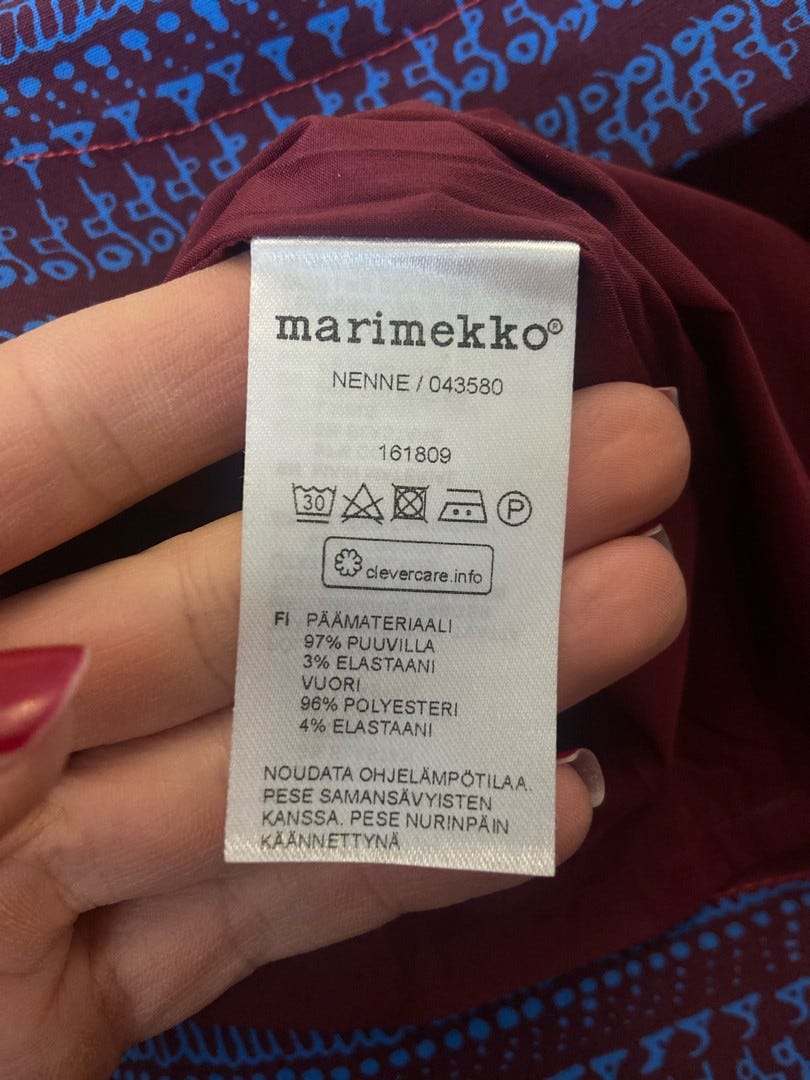 marimekko®
NENNE / 043580
161809
30 P
clevercare.info
FI PÄÄMATERIAALI
97% PUUVILLA
3% ELASTAANI
VUORI
96% POLYESTERI
4% ELASTAANI
NOUDATA OHJELÄMPÖTILAA.
PESE SAMANSÄVYISTEN
KANSSA. PESE NURINPÄIN
KÄÄNNETTYNÄ